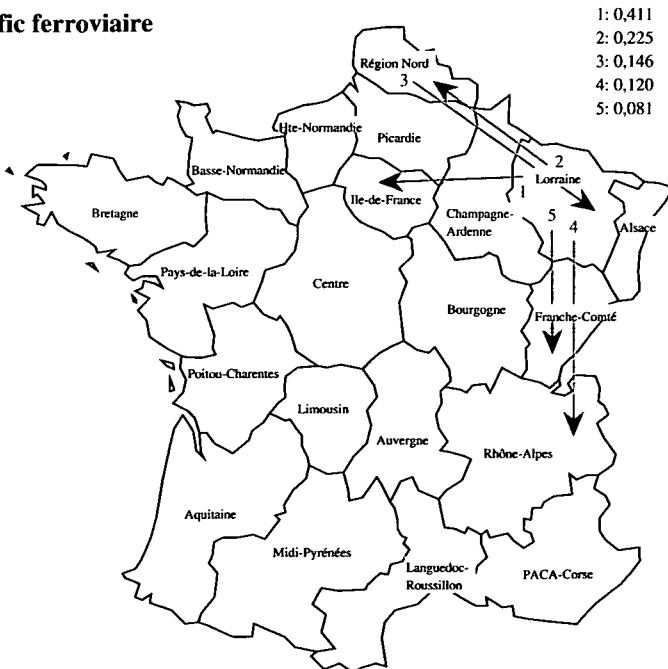 fic ferroviaire
1: 0,411
2: 0,225
3: 0,146
4: 0,120
5: 0,081
Région Nord
3
Hte-Normandie
Picardie
2
Basse-Normandie
Lorraine
Ile-de-France
1
Bretagne
Champagne-
Ardenne
5
4
Alsace
Pays-de-la-Loire
Centre
Bourgogne
Franche-Comté
Poitou-Charentes
Limousin
Auvergne
Rhône-Alpes
Aquitaine
Midi-Pyrénées
Languedoc-
Roussillon
PACA-Corse